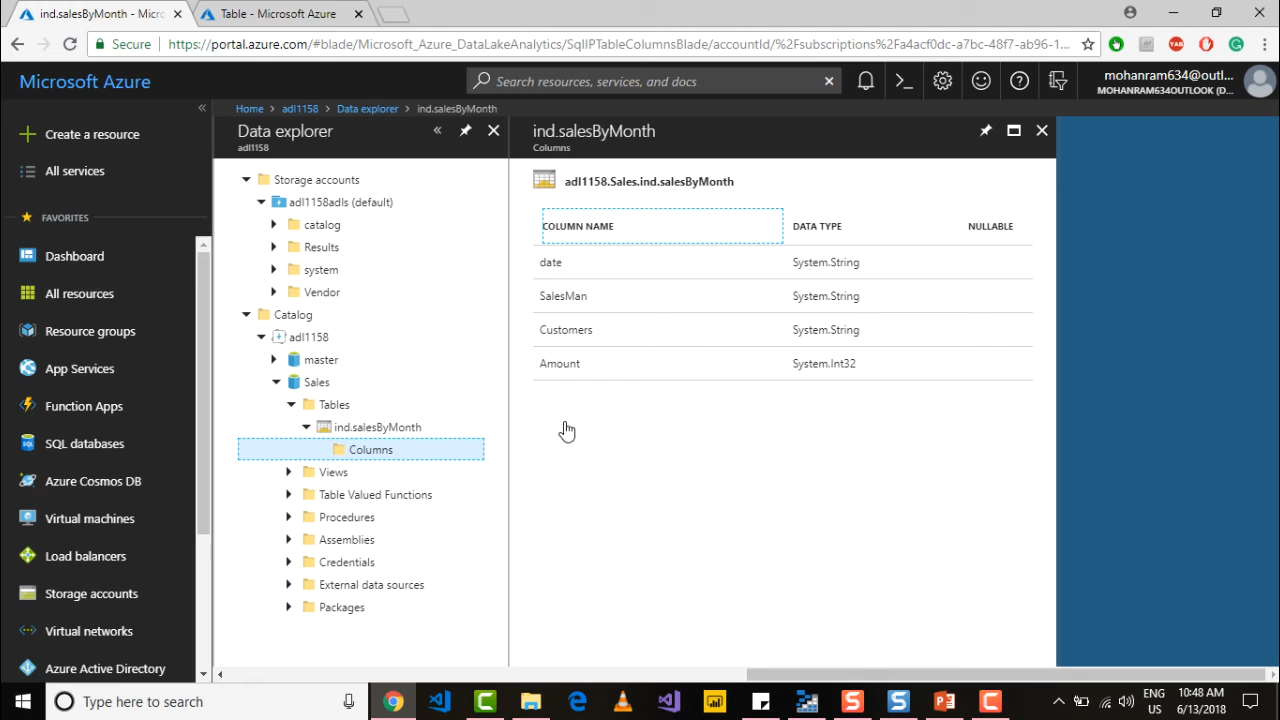 ind.salesByMonth - Micro
Table - Microsoft Azure
Secure
https://portal.azure.com/#blade/Microsoft_Azure_DataLakeAnalytics/SqlIPTableColumnsBlade/accountId/%2Fsubscriptions%2Fa4acf0dc-a7bc-48f7-ab96-1...
YAB
Microsoft Azure
Search resources, services, and docs
mohanram634@outl...
MOHANRAM634OUTLOOK (D...
Home > adl1158 > Data explorer > ind.salesByMonth
Create a resource
All services
FAVORITES
Dashboard
All resources
Resource groups
App Services
Function Apps
SQL databases
Azure Cosmos DB
Virtual machines
Load balancers
Storage accounts
Virtual networks
Azure Active Directory
Data explorer
adl1158
Storage accounts
adl1158adls (default)
catalog
Results
system
Vendor
Catalog
adl1158
master
Sales
Tables
ind.salesByMonth
Columns
Views
Table Valued Functions
Procedures
Assemblies
Credentials
External data sources
Packages
ind.salesByMonth
Columns
adl1158.Sales.ind.salesByMonth
COLUMN NAME DATA TYPE NULLABLE
date System.String
SalesMan System.String
Customers System.String
Amount System.Int32
Type here to search
ENG
US
10:48 AM
6/13/2018